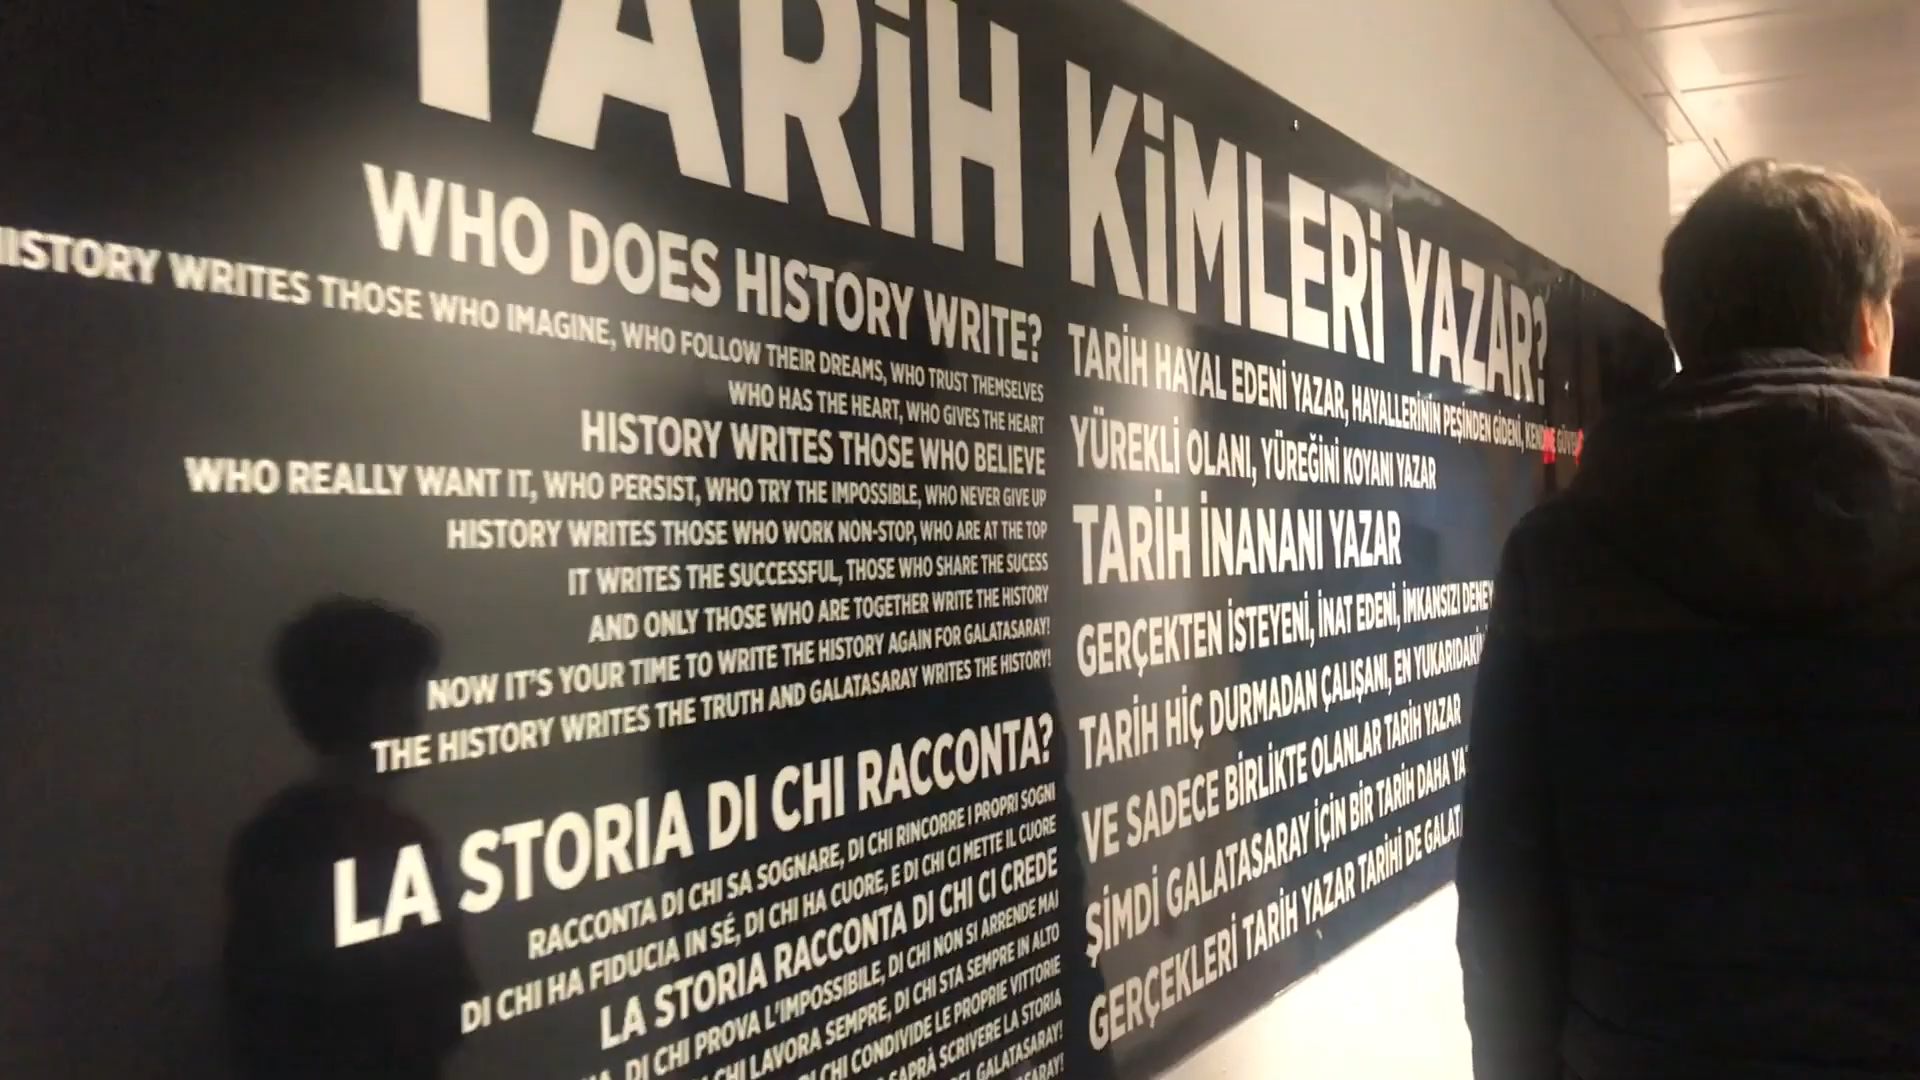 TARİH KİMLERİ YAZAR?
WHO DOES HISTORY WRITE?
HISTORY WRITES THOSE WHO IMAGINE, WHO FOLLOW THEIR DREAMS, WHO TRUST THEMSELVES
WHO HAS THE HEART, WHO GIVES THE HEART
HISTORY WRITES THOSE WHO BELIEVE
WHO REALLY WANT IT, WHO PERSIST, WHO TRY THE IMPOSSIBLE, WHO NEVER GIVE UP
HISTORY WRITES THOSE WHO WORK NON-STOP, WHO ARE AT THE TOP
IT WRITES THE SUCCESSFUL, THOSE WHO SHARE THE SUCESS
AND ONLY THOSE WHO ARE TOGETHER WRITE THE HISTORY
NOW IT'S YOUR TIME TO WRITE THE HISTORY AGAIN FOR GALATASARAY!
THE HISTORY WRITES THE TRUTH AND GALATASARAY WRITES THE HISTORY!
LA STORIA DI CHI RACCONTA?
RACCONTA DI CHI SA SOGNARE, DI CHI RINCORRE I PROPRI SOGNI
DI CHI HA FIDUCIA IN SÉ, DI CHI HA CUORE, E DI CHI CI METTE IL CUORE
LA STORIA RACCONTA DI CHI CI CREDE
DI CHI PROVA L'IMPOSSIBILE, DI CHI NON SI ARRENDE MAI
CHI LAVORA SEMPRE, DI CHI STA SEMPRE IN ALTO
CHI CONDIVIDE LE PROPRIE VITTORIE
SAPRÀ SCRIVERE LA STORIA
GALATASARAY!
TARİH HAYAL EDENİ YAZAR, HAYALLERİNİN PEŞİNDEN GİDENİ, KENDİNE
YÜREKLİ OLANI, YÜREĞİNİ KOYANI YAZAR
TARİH İNANANI YAZAR
GERÇEKTEN İSTEYENİ, İNAT EDENİ, İMKANSIZI
TARİH HİÇ DURMADAN ÇALIŞANI, EN
VE SADECE BİRLİKTE OLANLAR TARİH YAZAR
ŞİMDİ GALATASARAY İÇİN BİR TARİH DAHA
GERÇEKLERİ TARİH YAZAR TARİHİ DE